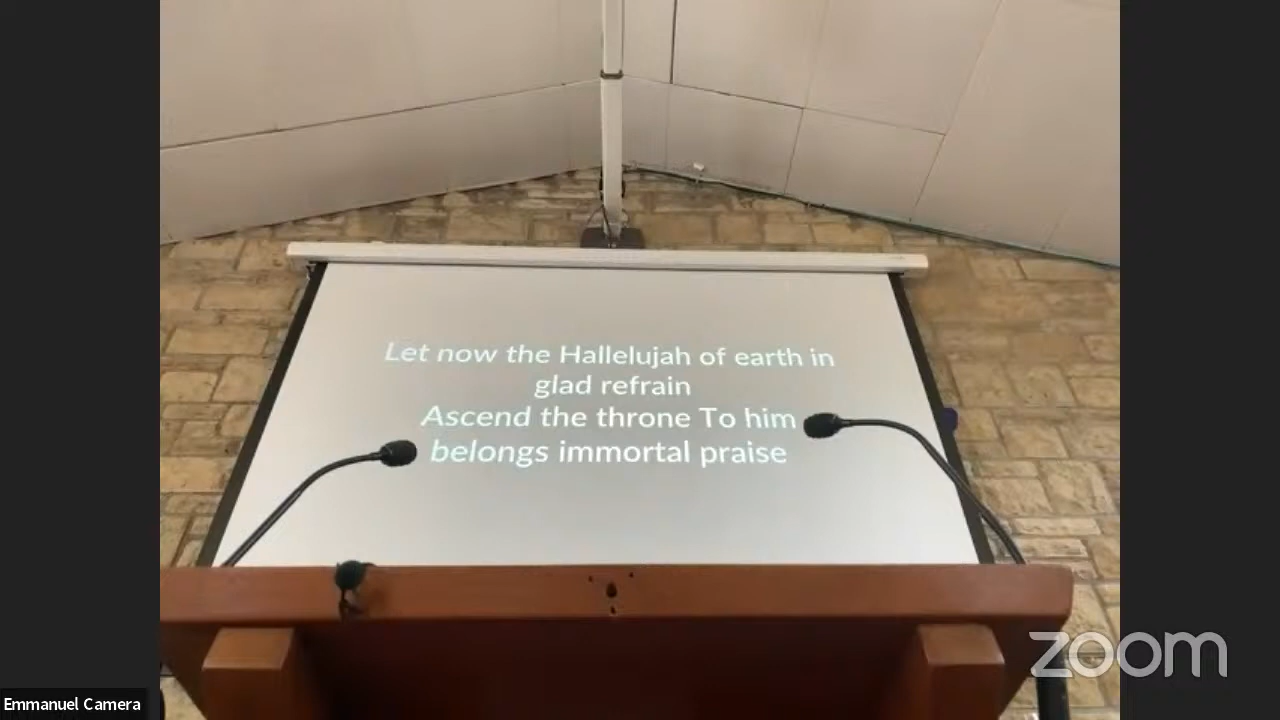 Let now the Hallelujah of earth in
glad refrain
Ascend the throne To him
belongs immortal praise
zoom
Emmanuel Camera